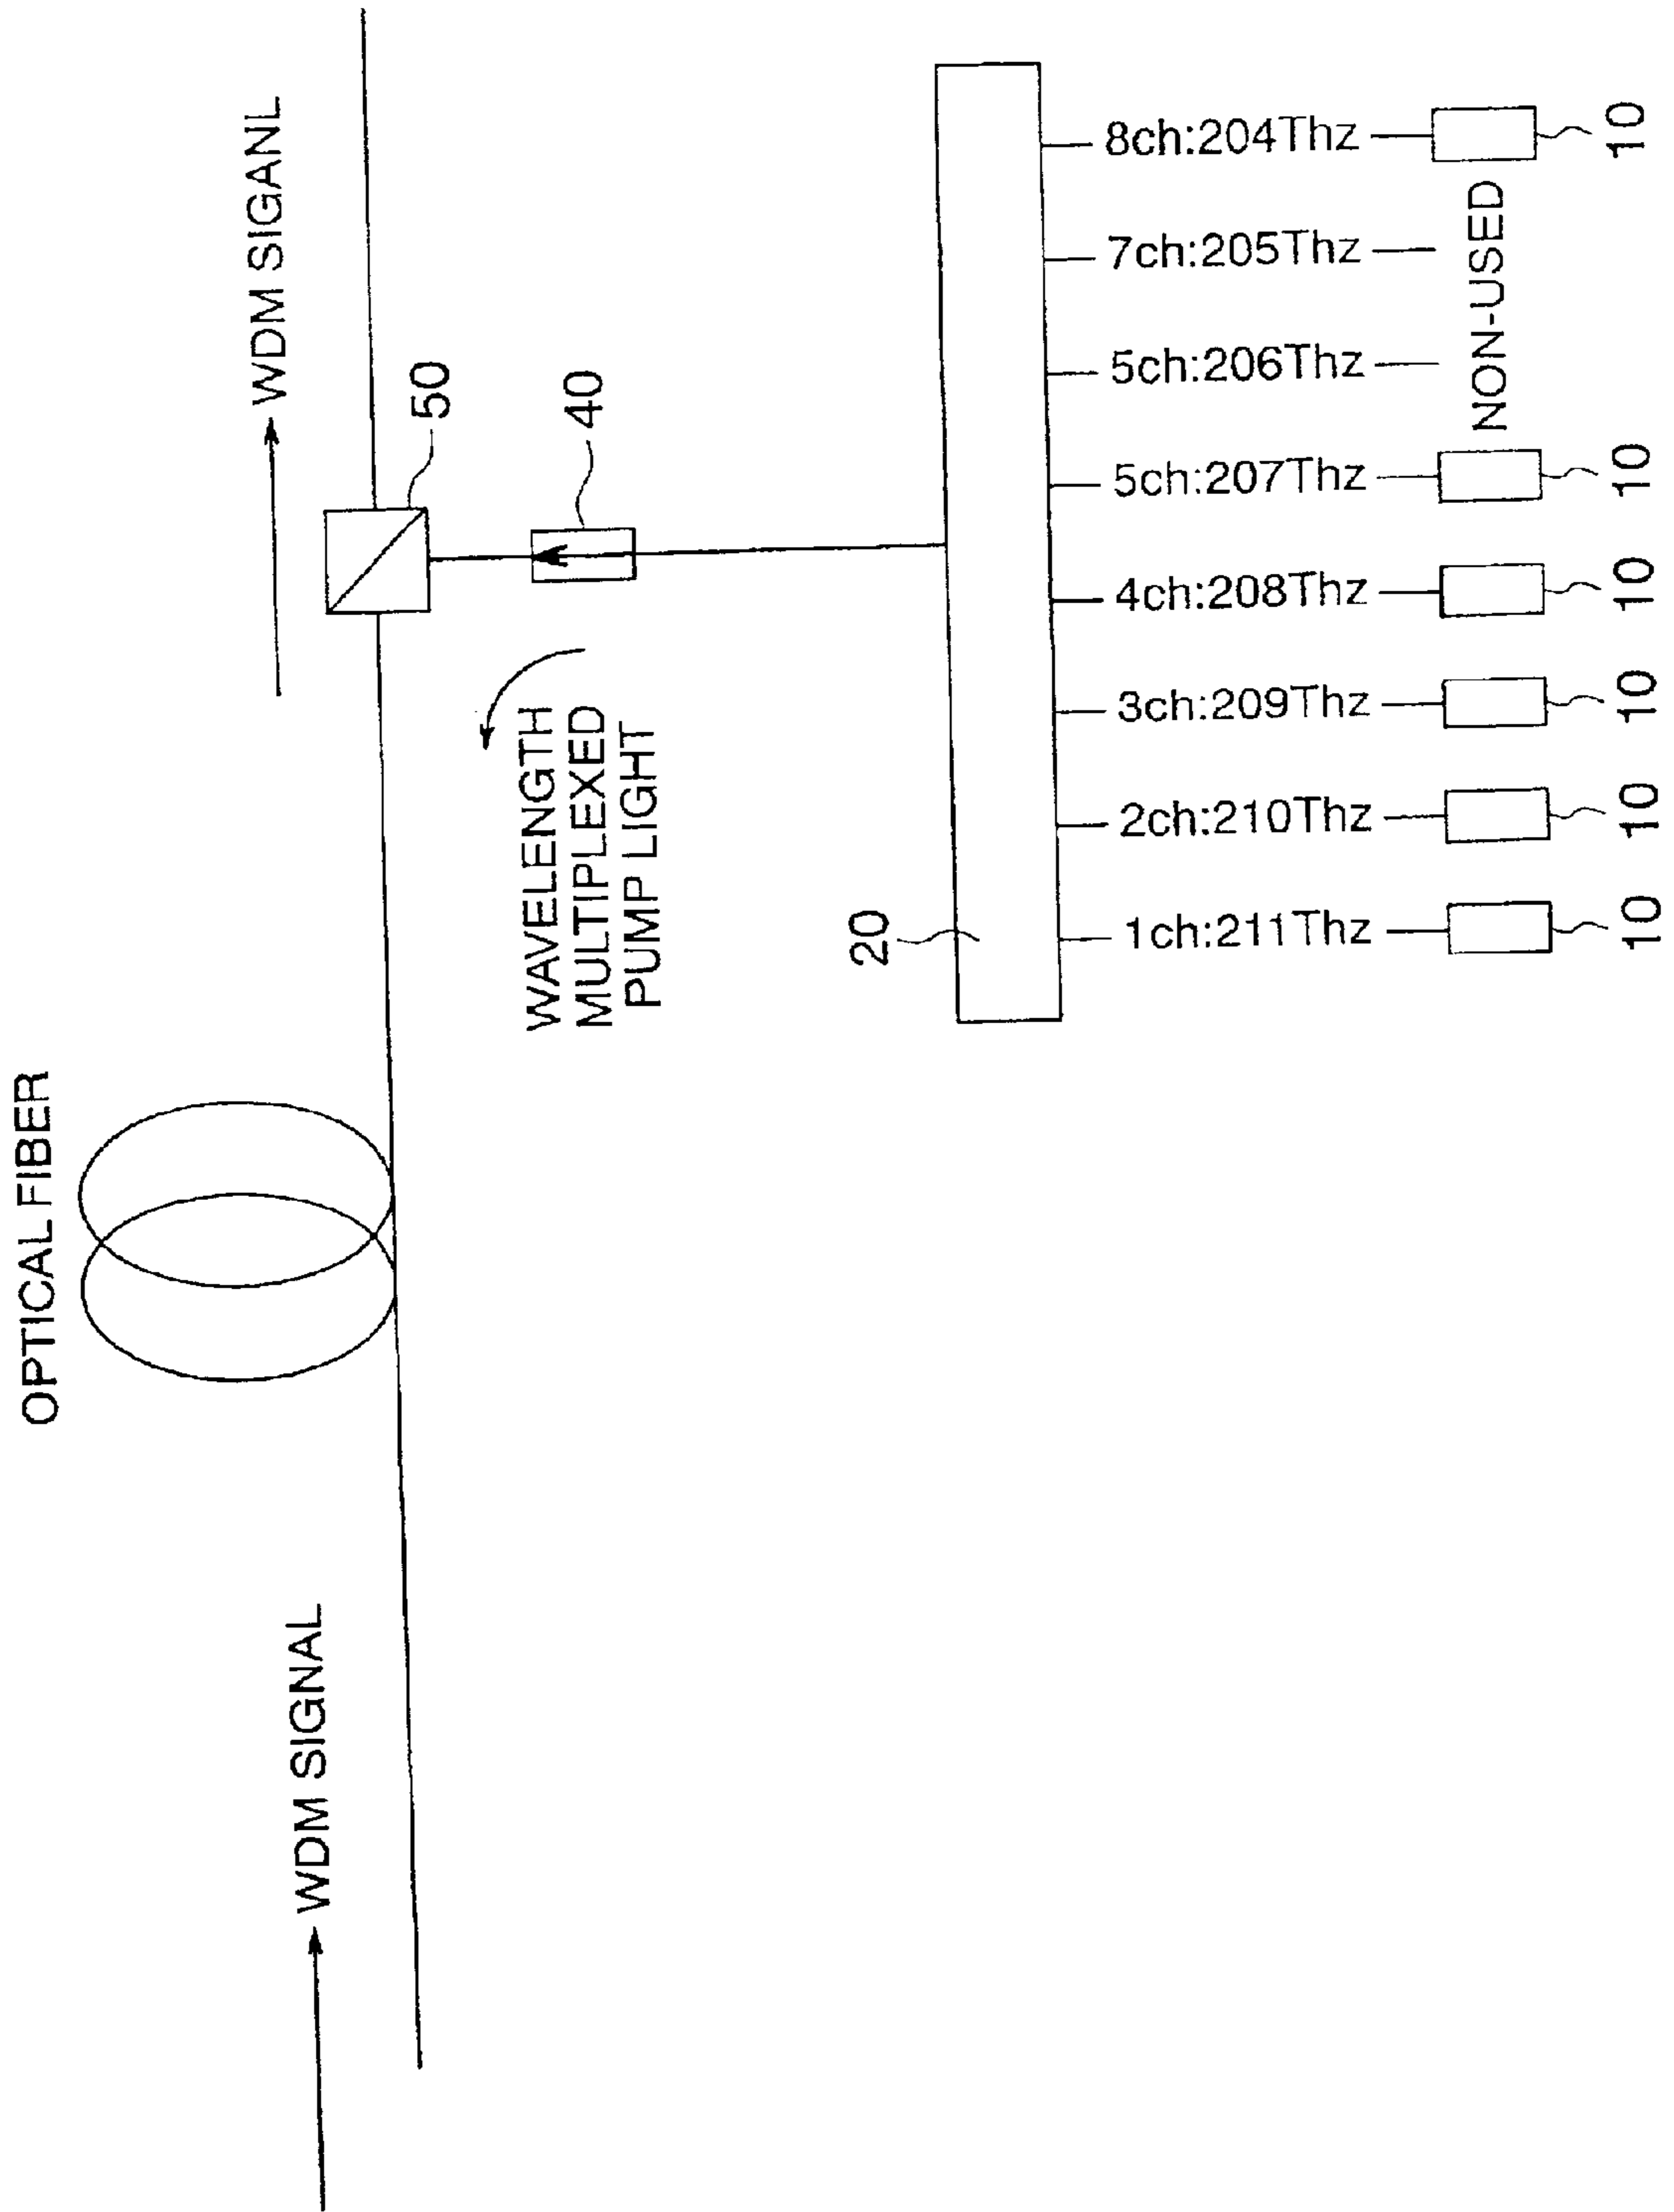 OPTICAL FIBER
WDM SIGNAL
WDM SIGANL
50
40
WAVELENGTH
MULTIPLEXED
PUMP LIGHT
20
1ch:211Thz
2ch:210Thz
3ch:209Thz
4ch:208Thz
5ch:207Thz
5ch:206Thz
7ch:205Thz
8ch:204Thz
NON-USED
10
10
10
10
10
10